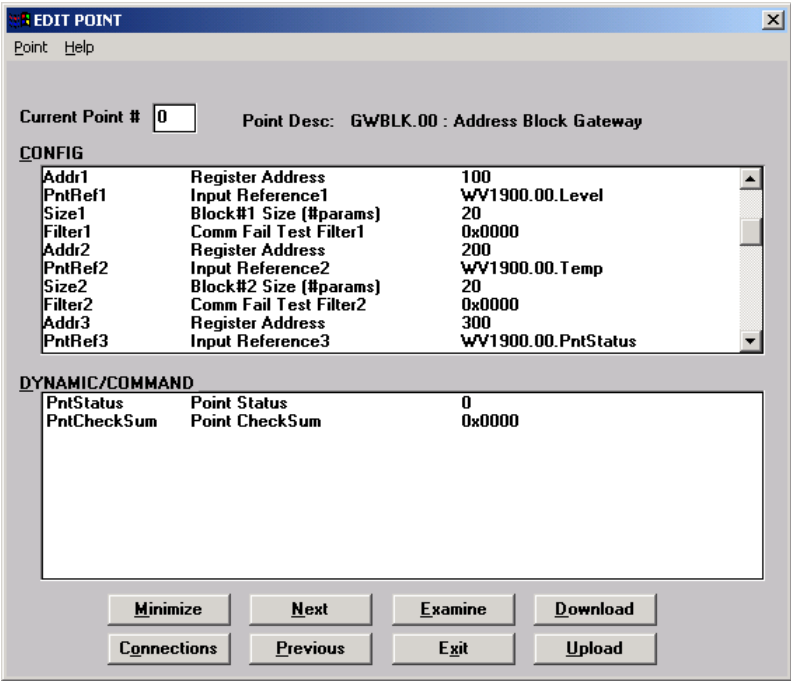 EDIT POINT
Point Help
Current Point # 0 Point Desc: GWBLK.00 : Address Block Gateway
CONFIG
Addr1 Register Address 100
PntRef1 Input Reference1 WV1900.00.Level
Size1 Block#1 Size (#params) 20
Filter1 Comm Fail Test Filter1 0x0000
Addr2 Register Address 200
PntRef2 Input Reference2 WV1900.00.Temp
Size2 Block#2 Size (#params) 20
Filter2 Comm Fail Test Filter2 0x0000
Addr3 Register Address 300
PntRef3 Input Reference3 WV1900.00.PntStatus
DYNAMIC/COMMAND
PntStatus Point Status 0
PntCheckSum Point CheckSum 0x0000
Minimize Next Examine Download
Connections Previous Exit Upload